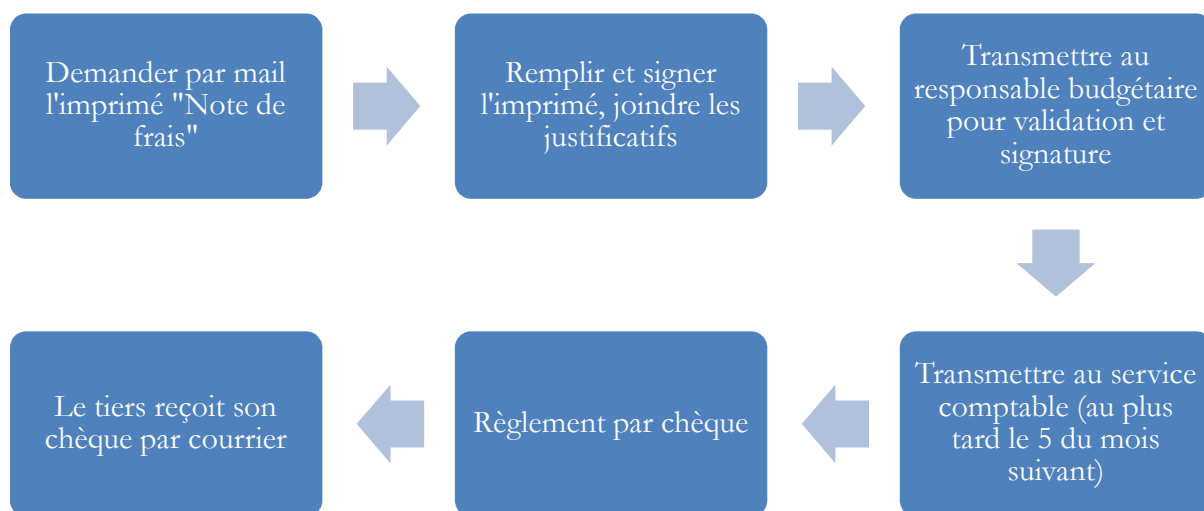 Demander par mail
l'imprimé "Note de
frais"
Remplir et signer
l'imprimé, joindre les
justificatifs
Transmettre au
responsable budgétaire
pour validation et
signature
Transmettre au service
comptable (au plus
tard le 5 du mois
suivant)
Règlement par chèque
Le tiers reçoit son
chèque par courrier